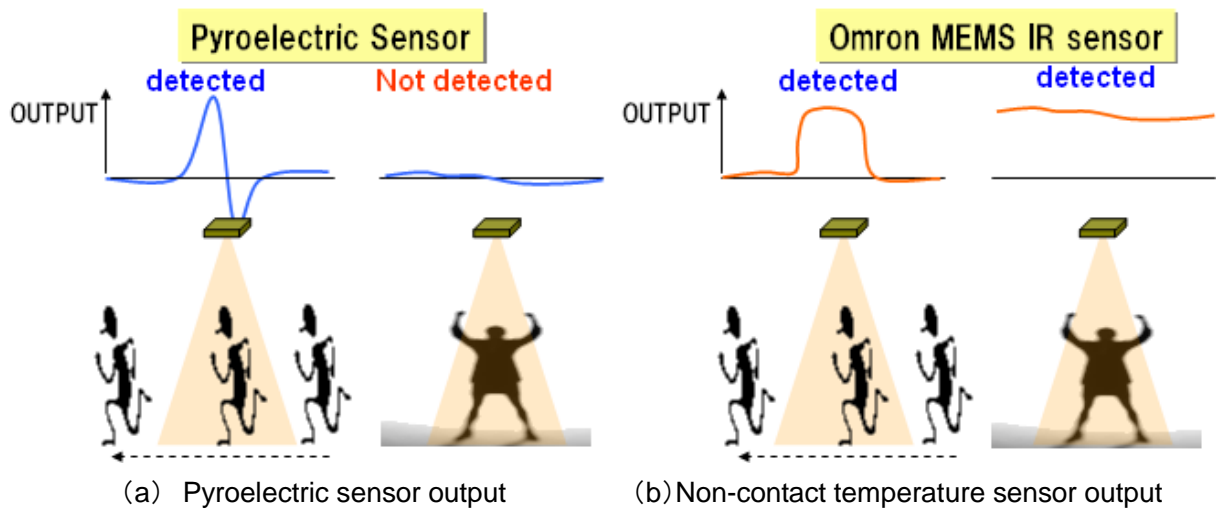 Pyroelectric Sensor
detected
Not detected
OUTPUT
Omron MEMS IR sensor
detected
detected
OUTPUT
（a） Pyroelectric sensor output
（b）Non-contact temperature sensor output